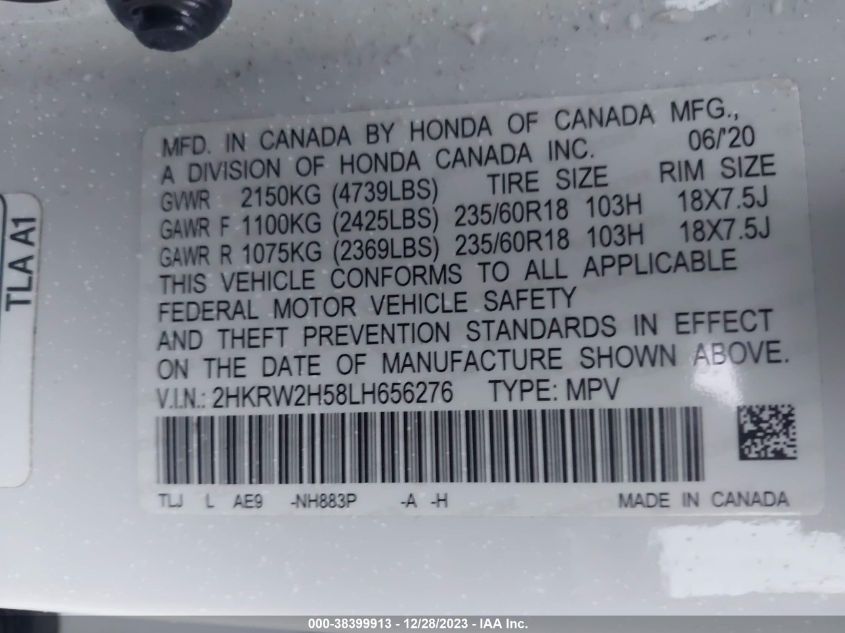 MFD. IN CANADA BY HONDA OF CANADA MFG.,
A DIVISION OF HONDA CANADA INC. 06/'20
GVWR 2150KG (4739LBS) TIRE SIZE RIM SIZE
GAWR F 1100KG (2425LBS) 235/60R18 103H 18X7.5J
GAWR R 1075KG (2369LBS) 235/60R18 103H 18X7.5J
THIS VEHICLE CONFORMS TO ALL APPLICABLE
FEDERAL MOTOR VEHICLE SAFETY
AND THEFT PREVENTION STANDARDS IN EFFECT
ON THE DATE OF MANUFACTURE SHOWN ABOVE.
V.I.N.: 2HKRW2H58LH656276 TYPE: MPV
TLJ L AE9 -NH883P -A -H MADE IN CANADA
TLA A1
000-38399913 - 12/28/2023 - IAA Inc.